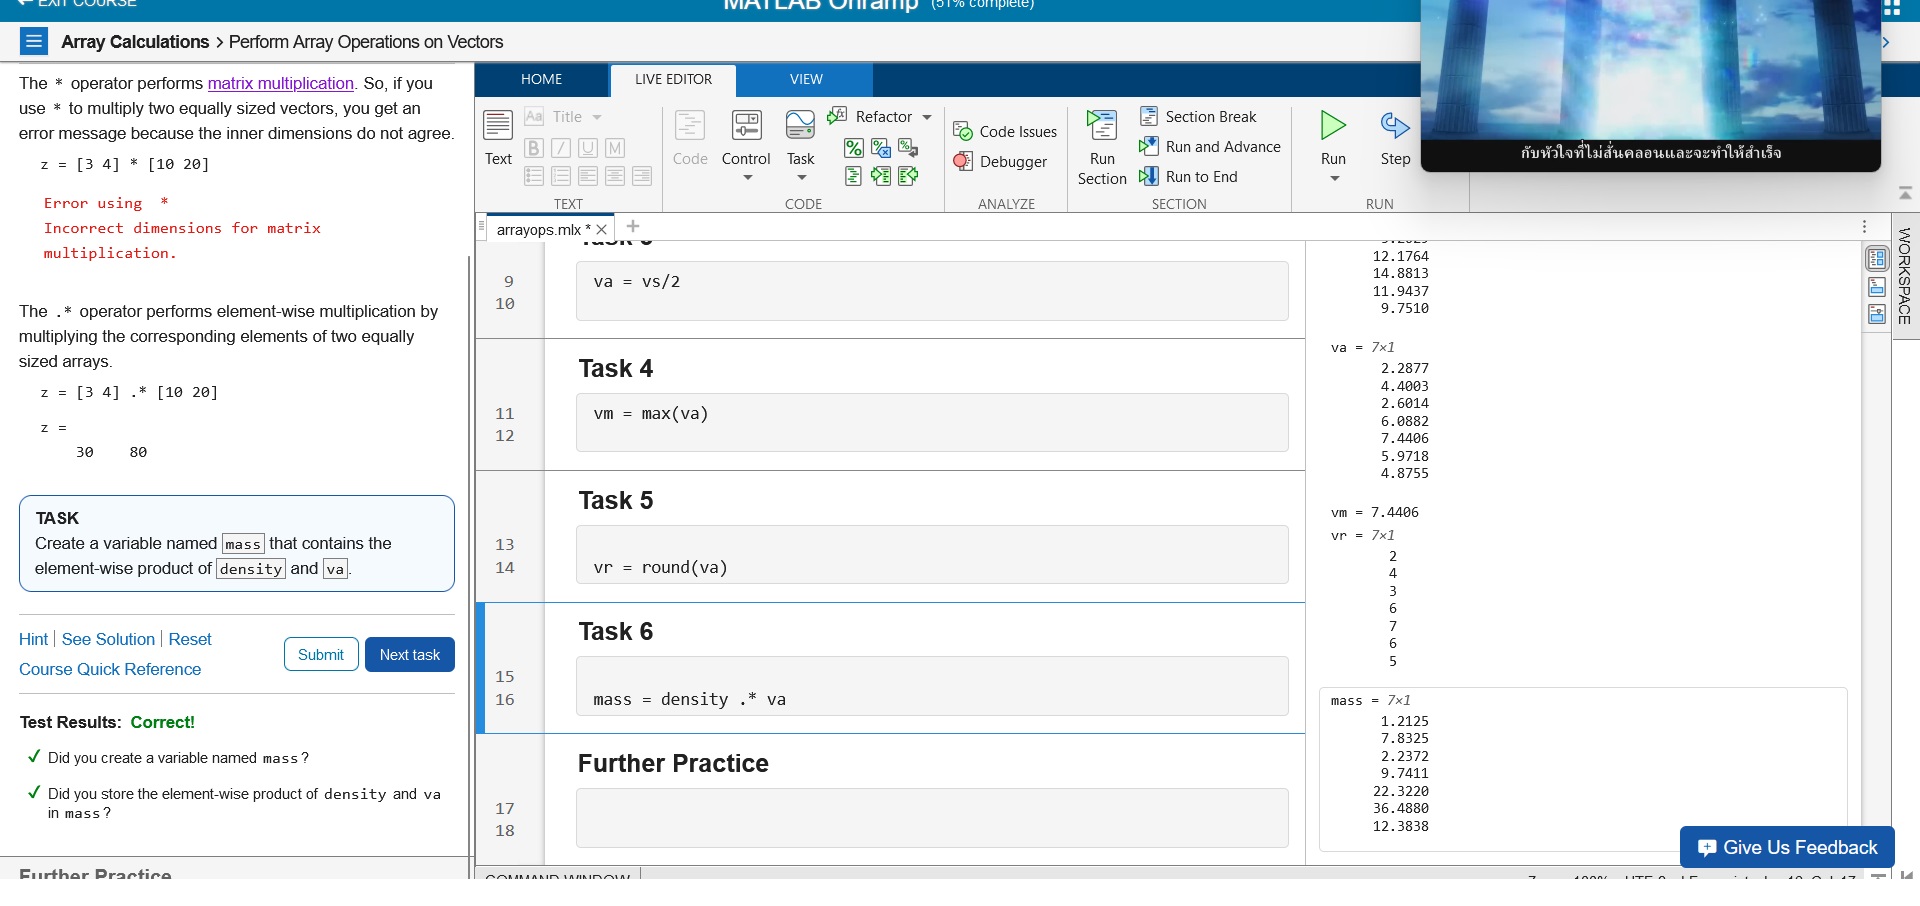 ← EXIT COURSE
MATLAB Onramp (51% complete)
Array Calculations > Perform Array Operations on Vectors
The * operator performs matrix multiplication. So, if you
use * to multiply two equally sized vectors, you get an
error message because the inner dimensions do not agree.
z = [3 4] * [10 20]
Error using *
Incorrect dimensions for matrix
multiplication.
The .* operator performs element-wise multiplication by
multiplying the corresponding elements of two equally
sized arrays.
z = [3 4] .* [10 20]
z =
30 80
TASK
Create a variable named mass that contains the
element-wise product of density and va.
Hint | See Solution | Reset
Course Quick Reference
Submit
Next task
Test Results: Correct!
✓ Did you create a variable named mass?
✓ Did you store the element-wise product of density and va
in mass?
Further Practice
HOME
LIVE EDITOR
VIEW
Text
Aa Title
B I U M
TEXT
Code
Control
Task
Refactor
CODE
Code Issues
Debugger
ANALYZE
Run
Section
Section Break
Run and Advance
Run to End
SECTION
Run
Step
RUN
กับหัวใจที่ไม่สั่นคลอนและจะทำให้สำเร็จ
arrayops.mlx *
9 va = vs/2
10
Task 4
11 vm = max(va)
12
Task 5
13
14 vr = round(va)
Task 6
15
16 mass = density .* va
Further Practice
17
18
12.1764
14.8813
11.9437
9.7510
va = 7×1
2.2877
4.4003
2.6014
6.0882
7.4406
5.9718
4.8755
vm = 7.4406
vr = 7×1
2
4
3
6
7
6
5
mass = 7×1
1.2125
7.8325
2.2372
9.7411
22.3220
36.4880
12.3838
WORKSPACE
Give Us Feedback
COMMAND WINDOW